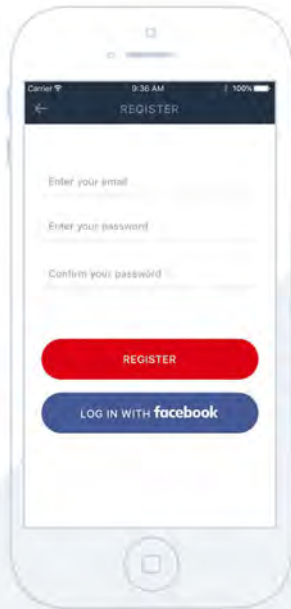 Carrier 9:36 AM 100%
REGISTER
Enter your email
Enter your password
Confirm your password
REGISTER
LOG IN WITH facebook